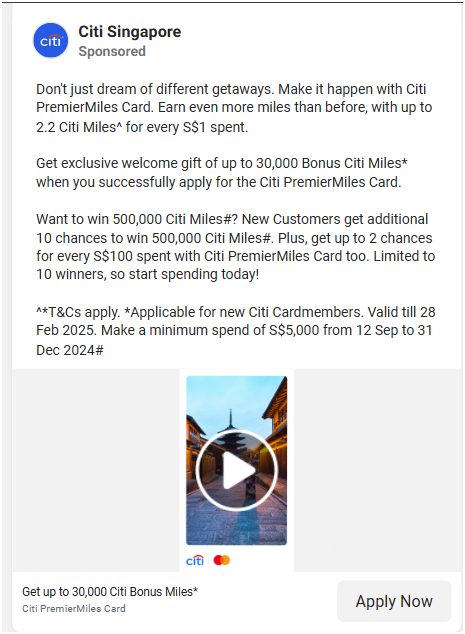 citi
Citi Singapore
Sponsored
Don't just dream of different getaways. Make it happen with Citi
PremierMiles Card. Earn even more miles than before, with up to
2.2 Citi Miles^ for every S$1 spent.
Get exclusive welcome gift of up to 30,000 Bonus Citi Miles*
when you successfully apply for the Citi PremierMiles Card.
Want to win 500,000 Citi Miles#? New Customers get additional
10 chances to win 500,000 Citi Miles#. Plus, get up to 2 chances
for every S$100 spent with Citi PremierMiles Card too. Limited to
10 winners, so start spending today!
^*T&Cs apply. *Applicable for new Citi Cardmembers. Valid till 28
Feb 2025. Make a minimum spend of S$5,000 from 12 Sep to 31
Dec 2024#
citi
Get up to 30,000 Citi Bonus Miles*
Citi PremierMiles Card
Apply Now